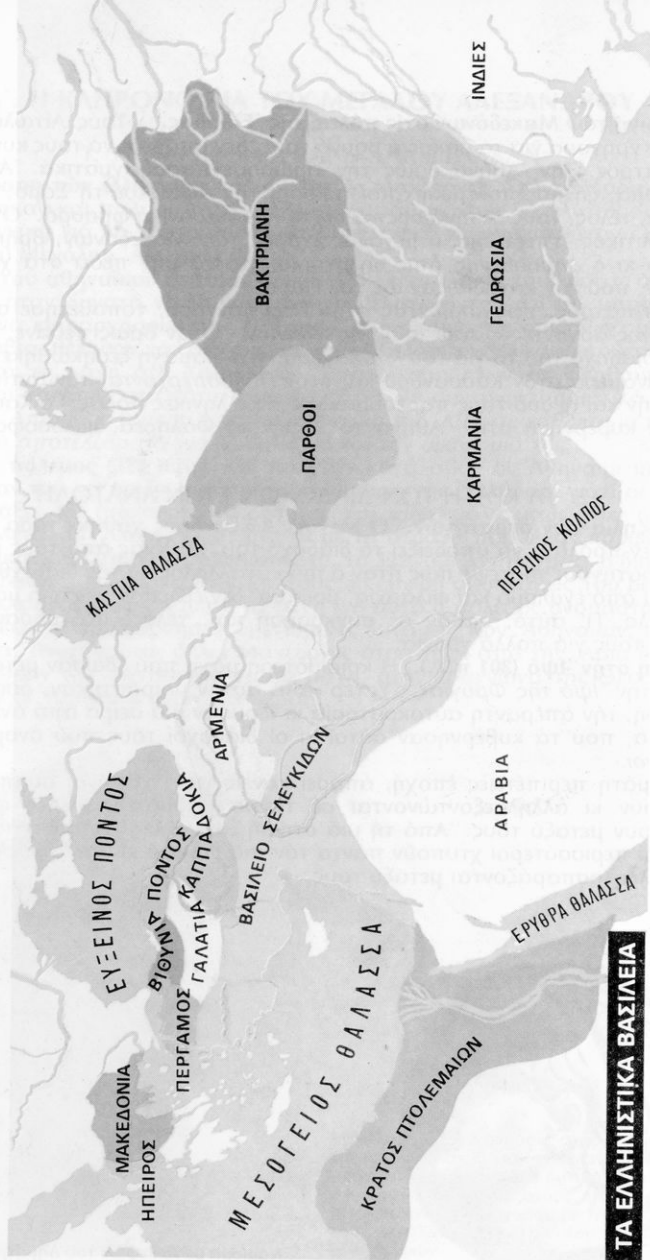 ΤΑ ΕΛΛΗΝΙΣΤΙΚΑ ΒΑΣΙΛΕΙΑ
ΜΑΚΕΔΟΝΙΑ
ΗΠΕΙΡΟΣ
ΕΥΞΕΙΝΟΣ ΠΟΝΤΟΣ
ΒΙΘΥΝΙΑ
ΠΟΝΤΟΣ
ΠΕΡΓΑΜΟΣ
ΓΑΛΑΤΙΑ
ΚΑΠΠΑΔΟΚΙΑ
ΑΡΜΕΝΙΑ
ΚΑΣΠΙΑ ΘΑΛΑΣΣΑ
ΒΑΣΙΛΕΙΟ ΣΕΛΕΥΚΙΔΩΝ
ΠΑΡΘΟΙ
ΒΑΚΤΡΙΑΝΗ
ΜΕΣΟΓΕΙΟΣ ΘΑΛΑΣΣΑ
ΚΡΑΤΟΣ ΠΤΟΛΕΜΑΙΩΝ
ΕΡΥΘΡΑ ΘΑΛΑΣΣΑ
ΑΡΑΒΙΑ
ΠΕΡΣΙΚΟΣ ΚΟΛΠΟΣ
ΚΑΡΜΑΝΙΑ
ΓΕΔΡΩΣΙΑ
ΙΝΔΙΕΣ